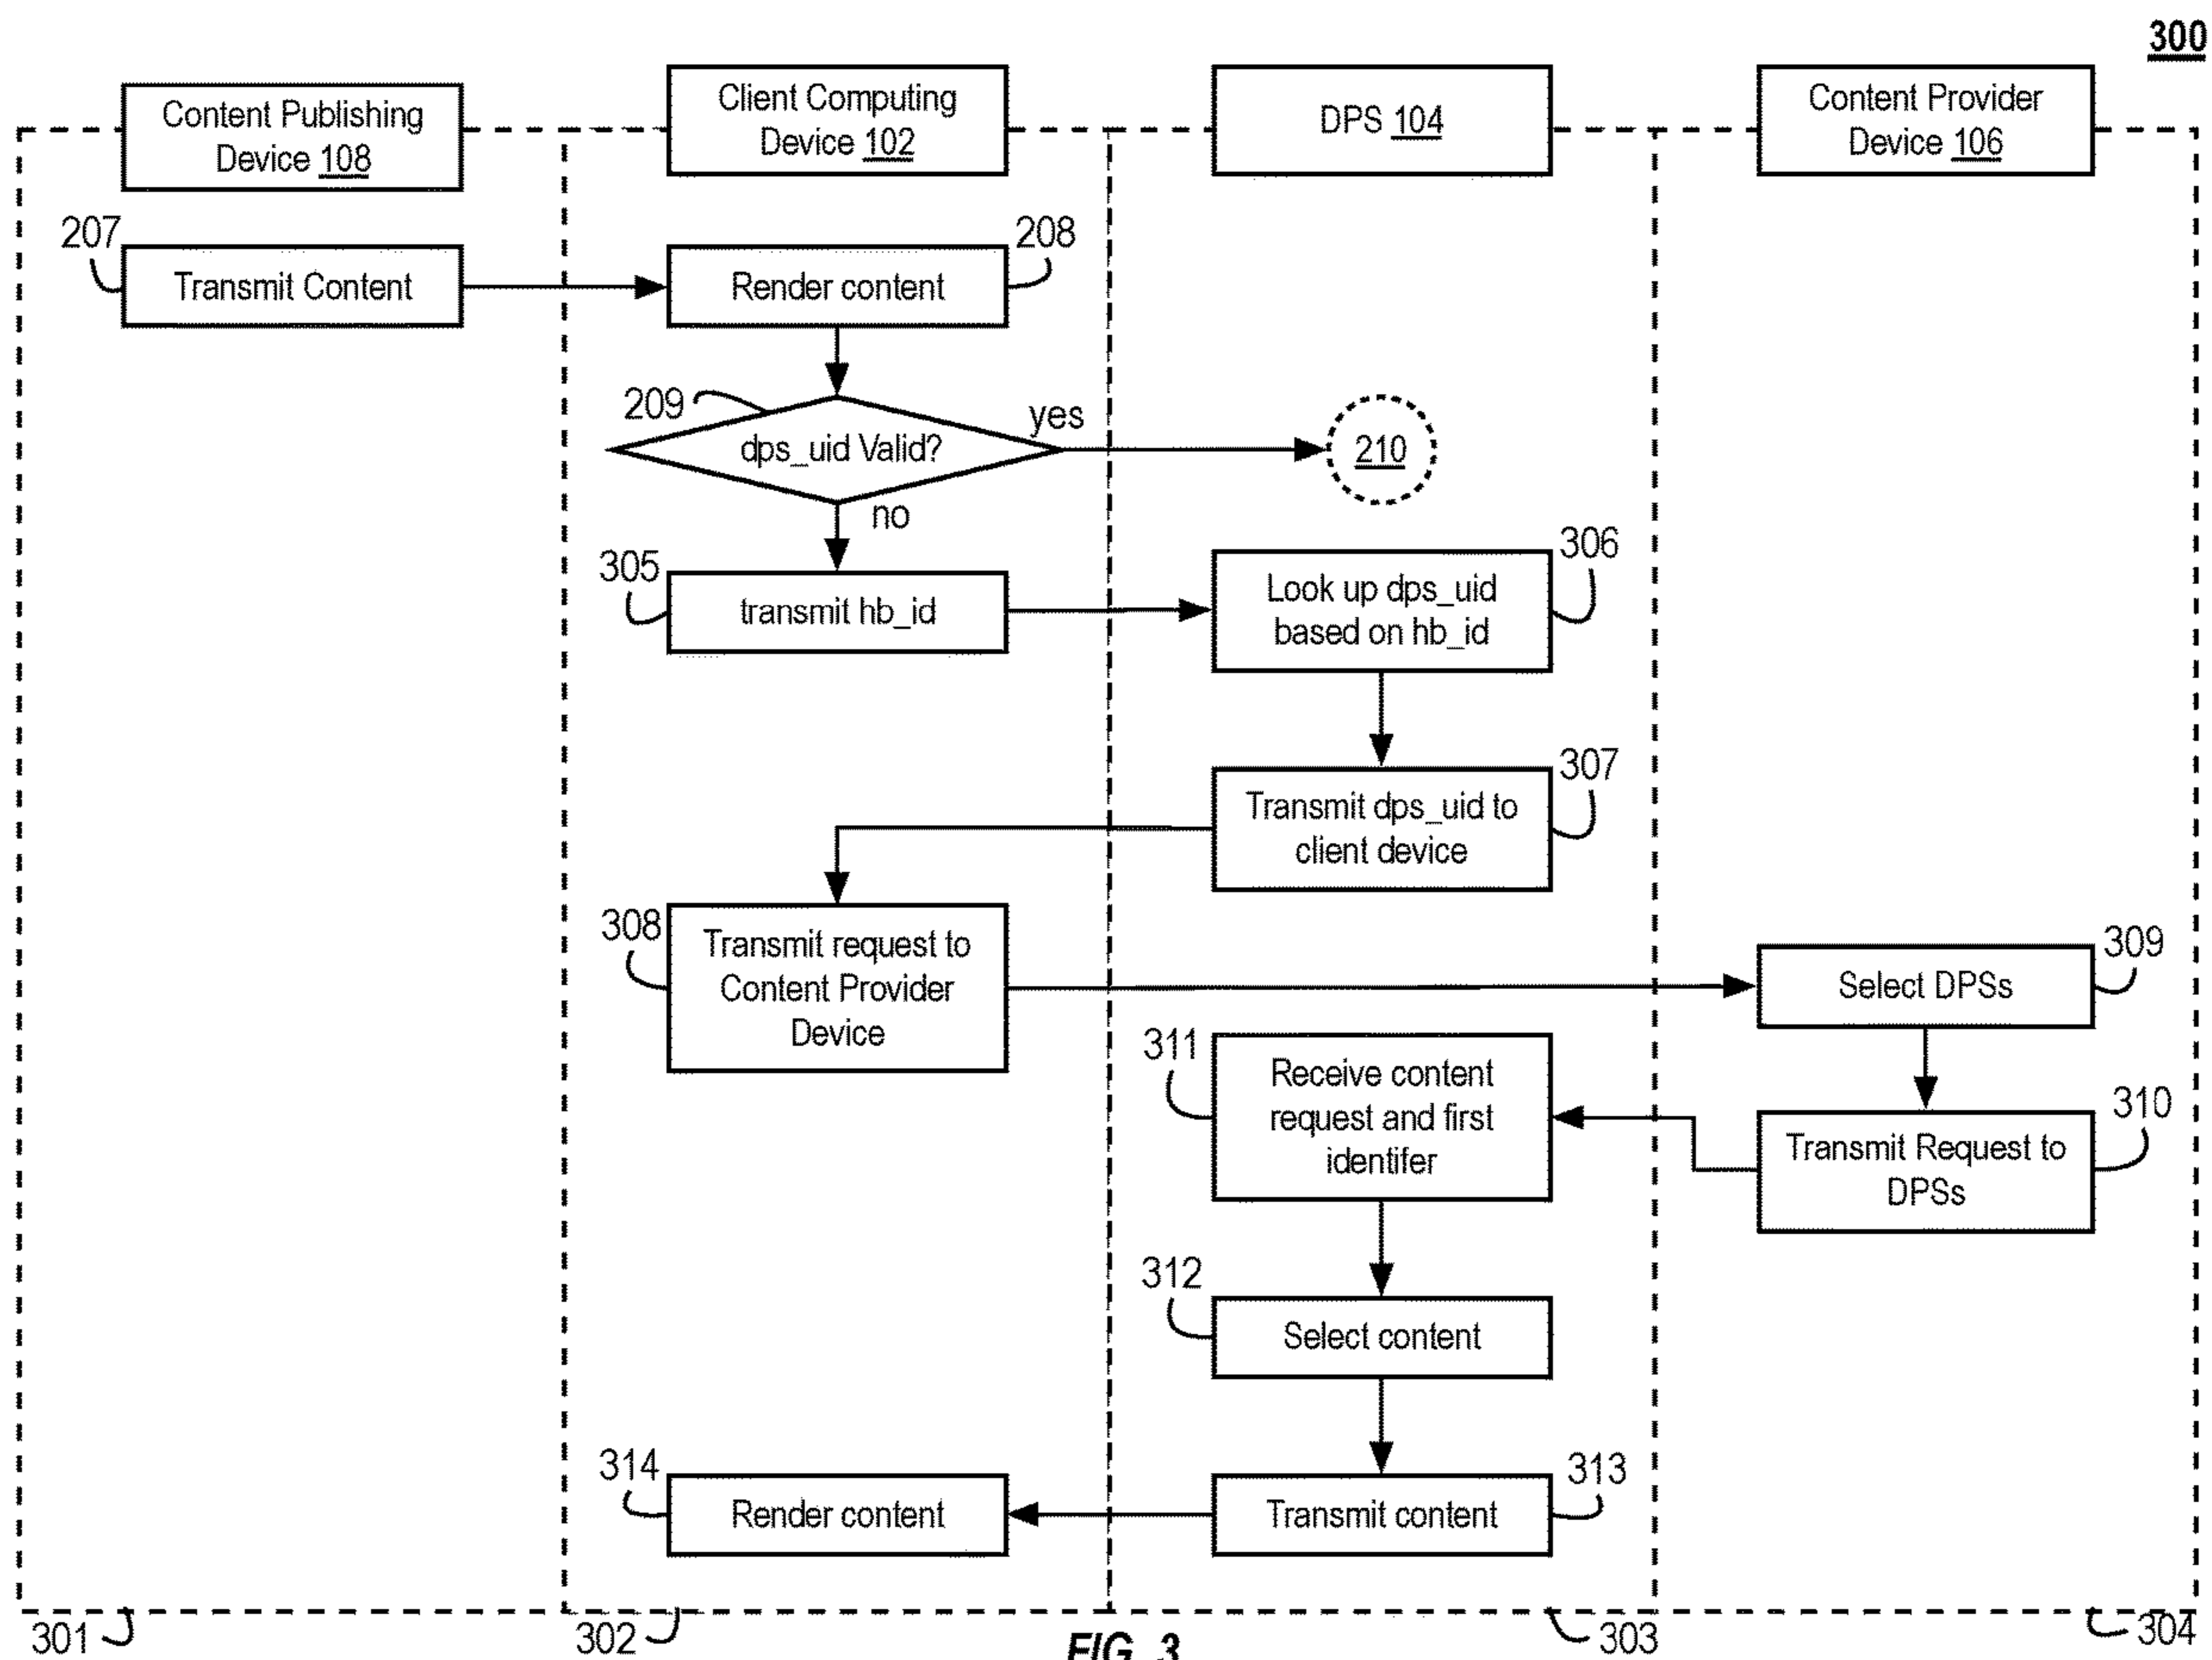 300
Content Publishing
Device 108
Client Computing
Device 102
DPS 104
Content Provider
Device 106
207
Transmit Content
Render content
208
209
dps_uid Valid?
yes
210
no
305
transmit hb_id
Look up dps_uid
based on hb_id
306
Transmit dps_uid to
client device
307
308
Transmit request to
Content Provider
Device
Select DPSs
309
311
Receive content
request and first
identifer
Transmit Request to
DPSs
310
312
Select content
314
Render content
Transmit content
313
301
302
FIG. 3
303
304